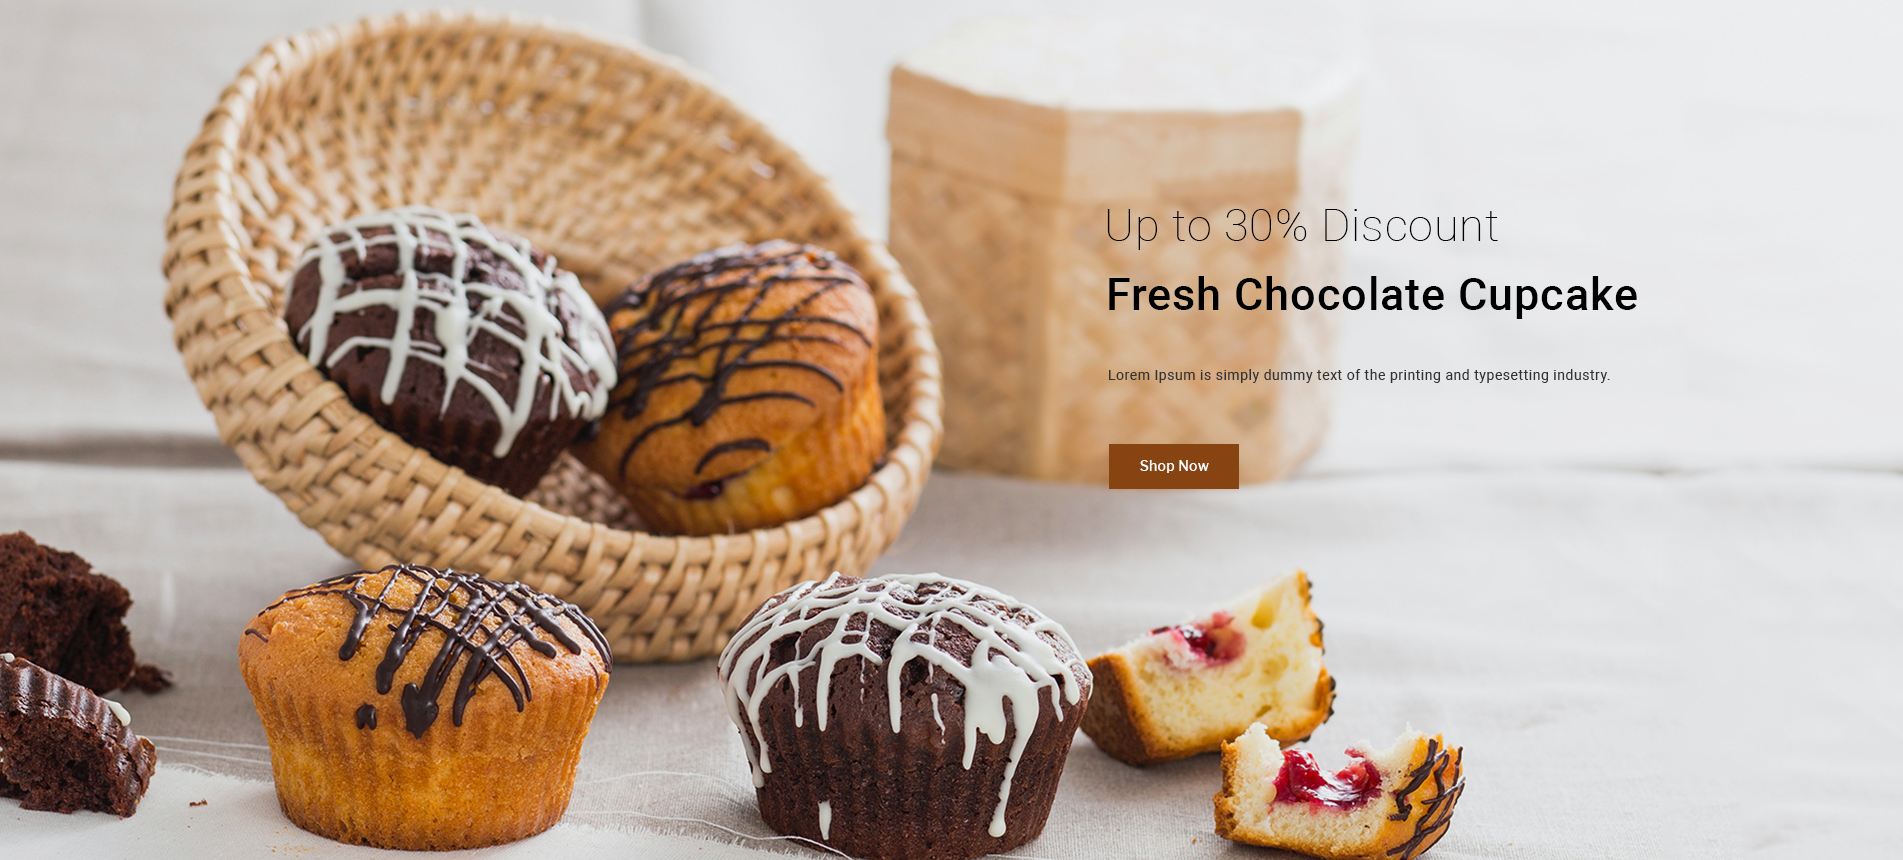 Up to 30% Discount
Fresh Chocolate Cupcake
Lorem Ipsum is simply dummy text of the printing and typesetting industry.
Shop Now